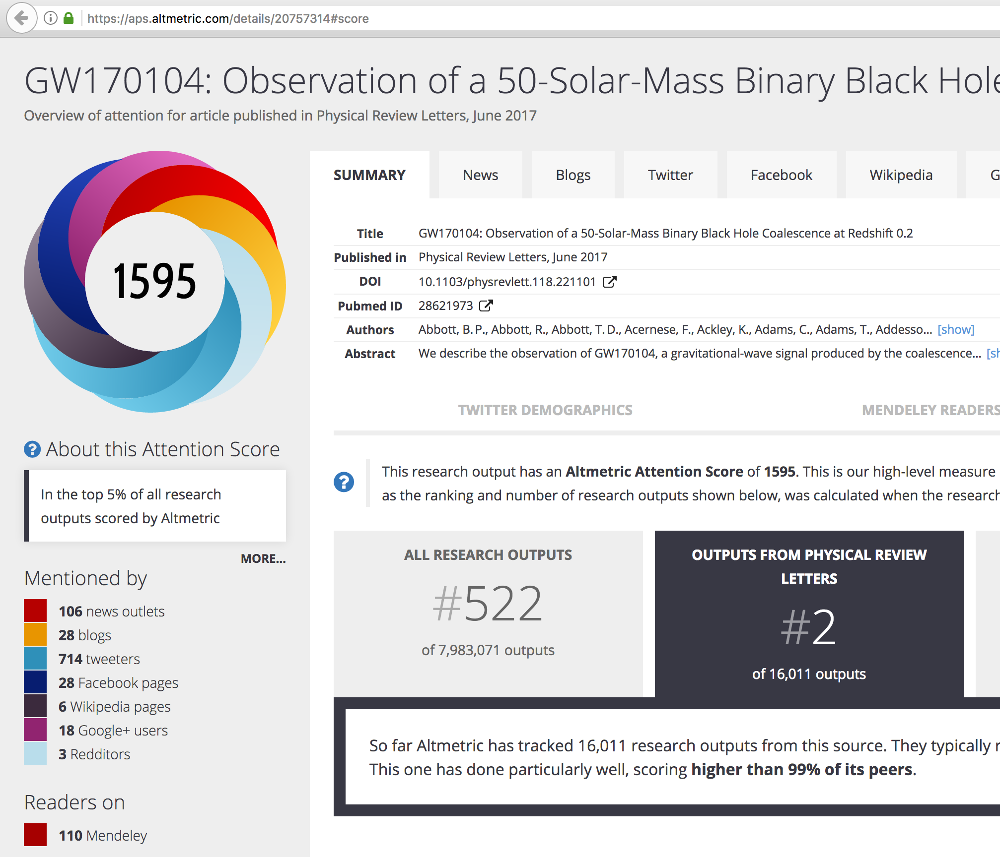 https://aps.altmetric.com/details/20757314#score
GW170104: Observation of a 50-Solar-Mass Binary Black Hole
Overview of attention for article published in Physical Review Letters, June 2017
1595
SUMMARY News Blogs Twitter Facebook Wikipedia G
Title GW170104: Observation of a 50-Solar-Mass Binary Black Hole Coalescence at Redshift 0.2
Published in Physical Review Letters, June 2017
DOI 10.1103/physrevlett.118.221101
Pubmed ID 28621973
Authors Abbott, B. P., Abbott, R., Abbott, T. D., Acernese, F., Ackley, K., Adams, C., Adams, T., Addesso... [show]
Abstract We describe the observation of GW170104, a gravitational-wave signal produced by the coalescence... [sh
TWITTER DEMOGRAPHICS MENDELEY READERS
? About this Attention Score
In the top 5% of all research
outputs scored by Altmetric
MORE...
Mentioned by
106 news outlets
28 blogs
714 tweeters
28 Facebook pages
6 Wikipedia pages
18 Google+ users
3 Redditors
Readers on
110 Mendeley
? This research output has an Altmetric Attention Score of 1595. This is our high-level measure
as the ranking and number of research outputs shown below, was calculated when the research
ALL RESEARCH OUTPUTS
#522
of 7,983,071 outputs
OUTPUTS FROM PHYSICAL REVIEW
LETTERS
#2
of 16,011 outputs
So far Altmetric has tracked 16,011 research outputs from this source. They typically r
This one has done particularly well, scoring higher than 99% of its peers.